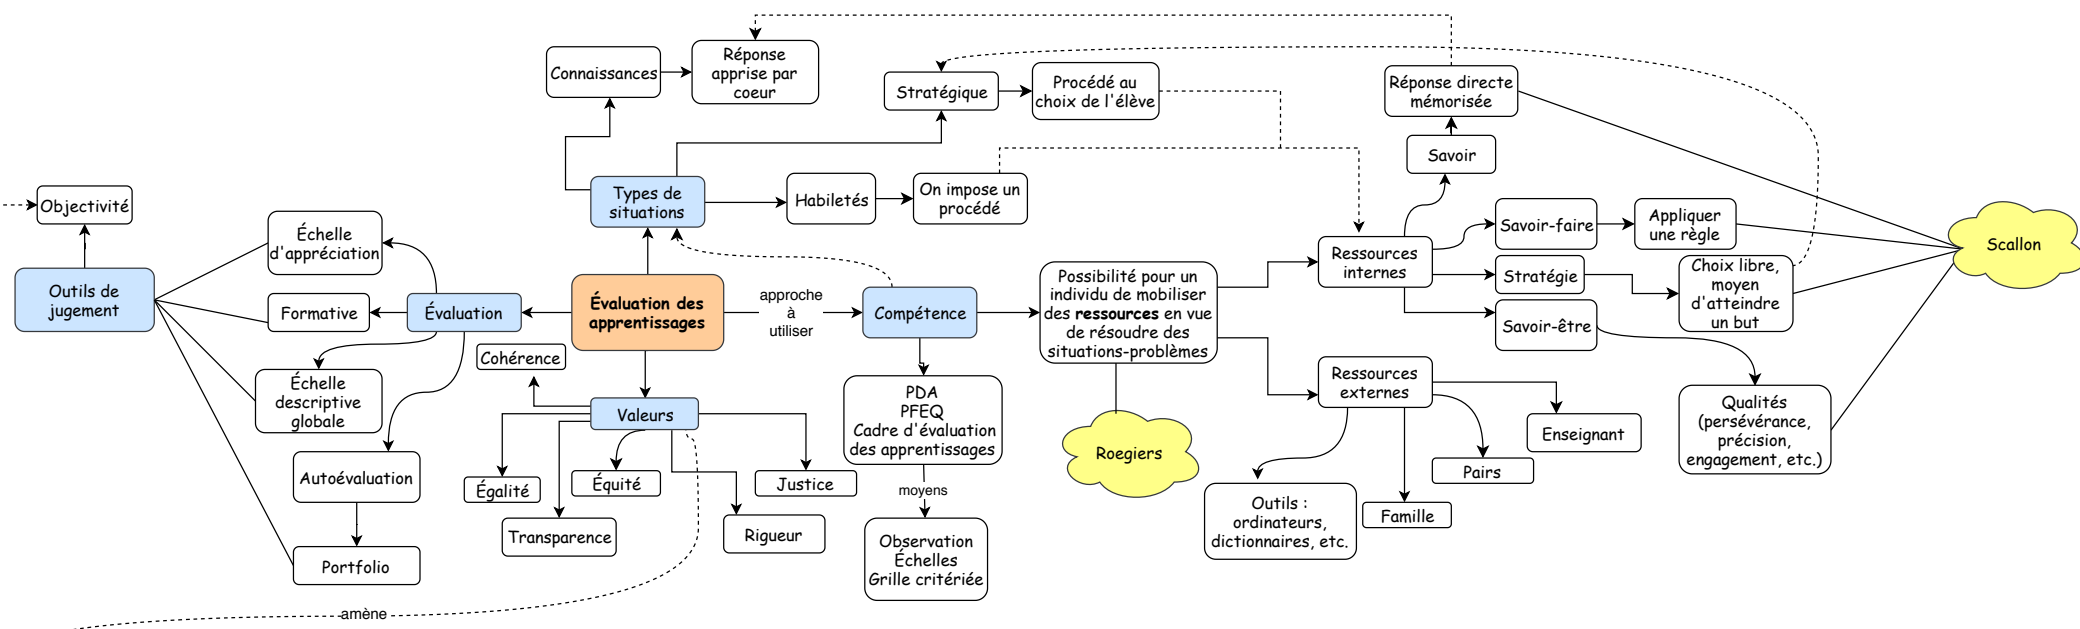 Objectivité
Outils de
jugement
Échelle
d'appréciation
Formative
Échelle
descriptive
globale
Autoévaluation
Portfolio
Évaluation
Évaluation des
apprentissages
Types de
situations
Connaissances
Réponse
apprise par
coeur
Stratégique
Procédé au
choix de l'élève
Habiletés
On impose un
procédé
Cohérence
Valeurs
Égalité
Transparence
Équité
Rigueur
Justice
amène
approche
à
utiliser
Compétence
PDA
PFEQ
Cadre d'évaluation
des apprentissages
moyens
Observation
Échelles
Grille critériée
Possibilité pour un
individu de mobiliser
des ressources en vue
de résoudre des
situations-problèmes
Roegiers
Ressources
internes
Savoir
Réponse directe
mémorisée
Savoir-faire
Appliquer
une règle
Stratégie
Choix libre,
moyen
d'atteindre
un but
Savoir-être
Qualités
(persévérance,
précision,
engagement, etc.)
Scallon
Ressources
externes
Enseignant
Pairs
Famille
Outils :
ordinateurs,
dictionnaires, etc.